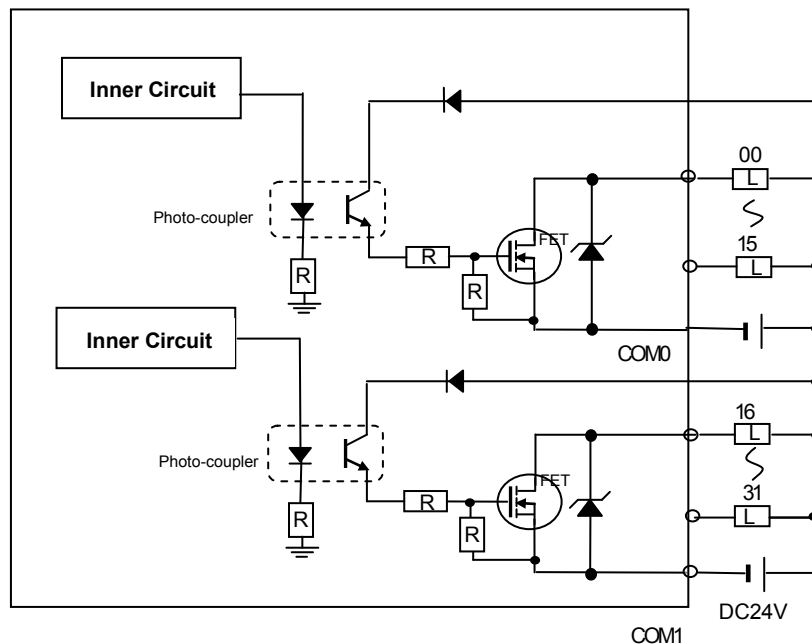 Inner Circuit
00
L
Photo-coupler
FET
R
15
L
R
R
Inner Circuit
COM0
16
L
Photo-coupler
FET
31
R
L
R
R
DC24V
COM1